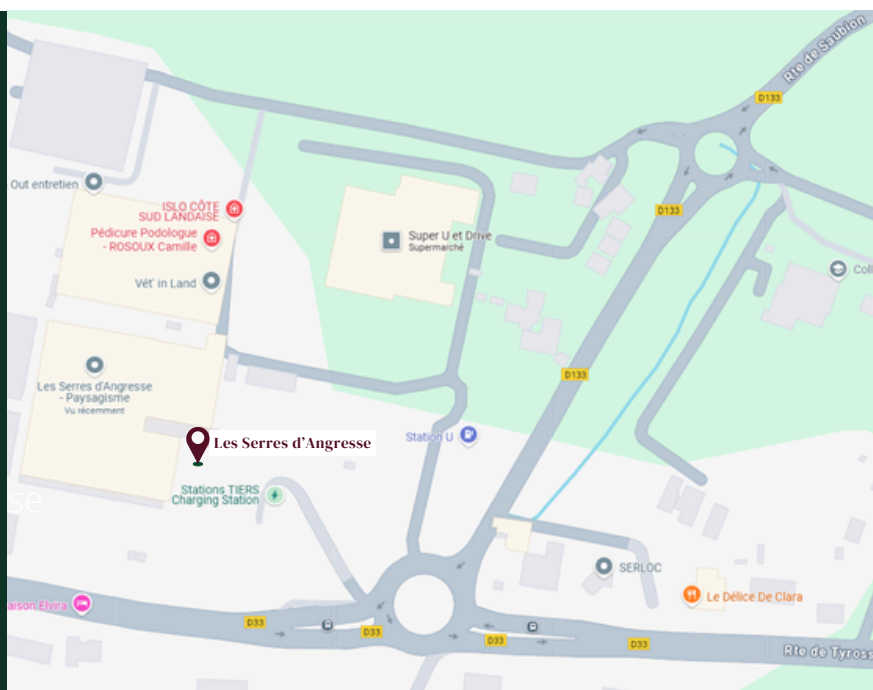 Rte de Saubion
D133
Out entretien
ISLO CÔTE
SUD LANDAISE
D133
Pédicure Podologue
- ROSOUX Camille
Super U et Drive
Supermarché
Coll
Vét' in Land
Les Serres d'Angresse
- Paysagisme
Vu récemment
D133
Les Serres d'Angresse
Station U
Stations TIERS
Charging Station
se
SERLOC
aison Elvira
Le Délice De Clara
D33
D33
D33
D33
Rte de Tyross